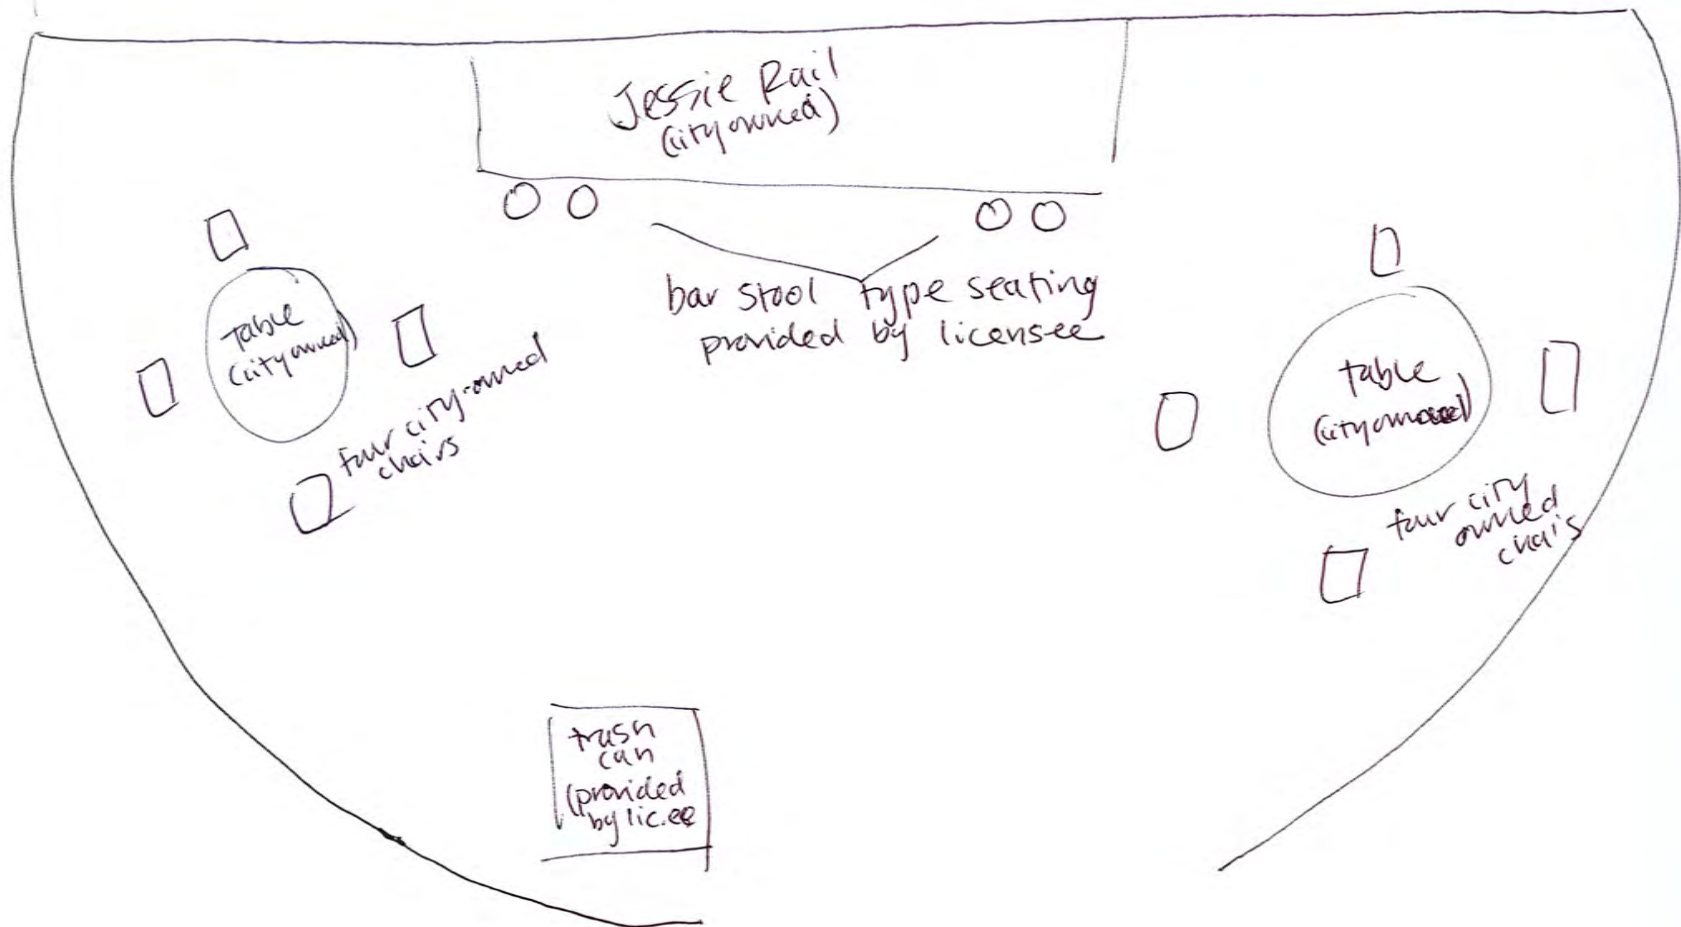 Jessie Rail
(city owned)
bar stool type seating
provided by licensee
table
(city owned)
four city-owned
chairs
table
(city owned)
four city
owned
chairs
trash
can
(provided
by lic.ee